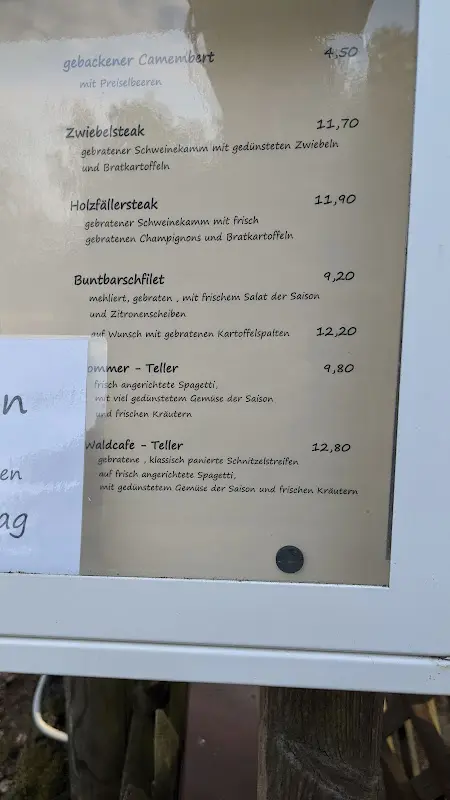 gebackener Camembert 4,50
mit Preiselbeeren
Zwiebelsteak 11,70
gebratener Schweinekamm mit gedünsteten Zwiebeln
und Bratkartoffeln
Holzfällersteak 11,90
gebratener Schweinekamm mit frisch
gebratenen Champignons und Bratkartoffeln
Buntbarschfilet 9,20
mehliert, gebraten , mit frischem Salat der Saison
und Zitronenscheiben
auf Wunsch mit gebratenen Kartoffelspalten 12,20
ommer - Teller 9,80
frisch angerichtete Spagetti,
mit viel gedünstetem Gemüse der Saison
und frischen Kräutern
Waldcafe - Teller 12,80
gebratene , klassisch panierte Schnitzelstreifen
auf frisch angerichtete Spagetti,
mit gedünstetem Gemüse der Saison und frischen Kräutern
n
en
ag